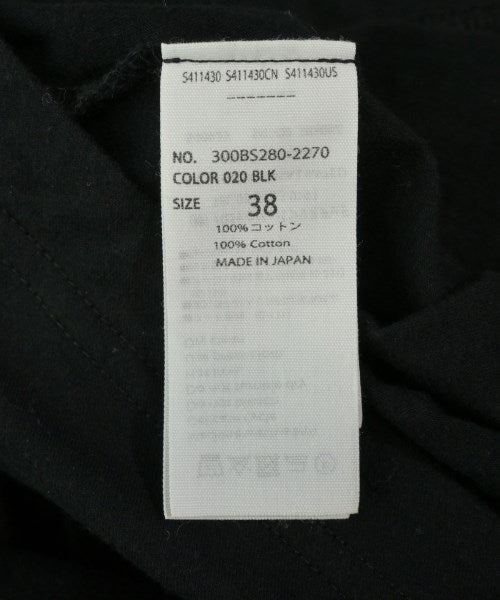 S411430 S411430CN S411430US
-------
NO. 300BS280-2270
COLOR 020 BLK
SIZE 38
100%コットン
100% Cotton
MADE IN JAPAN